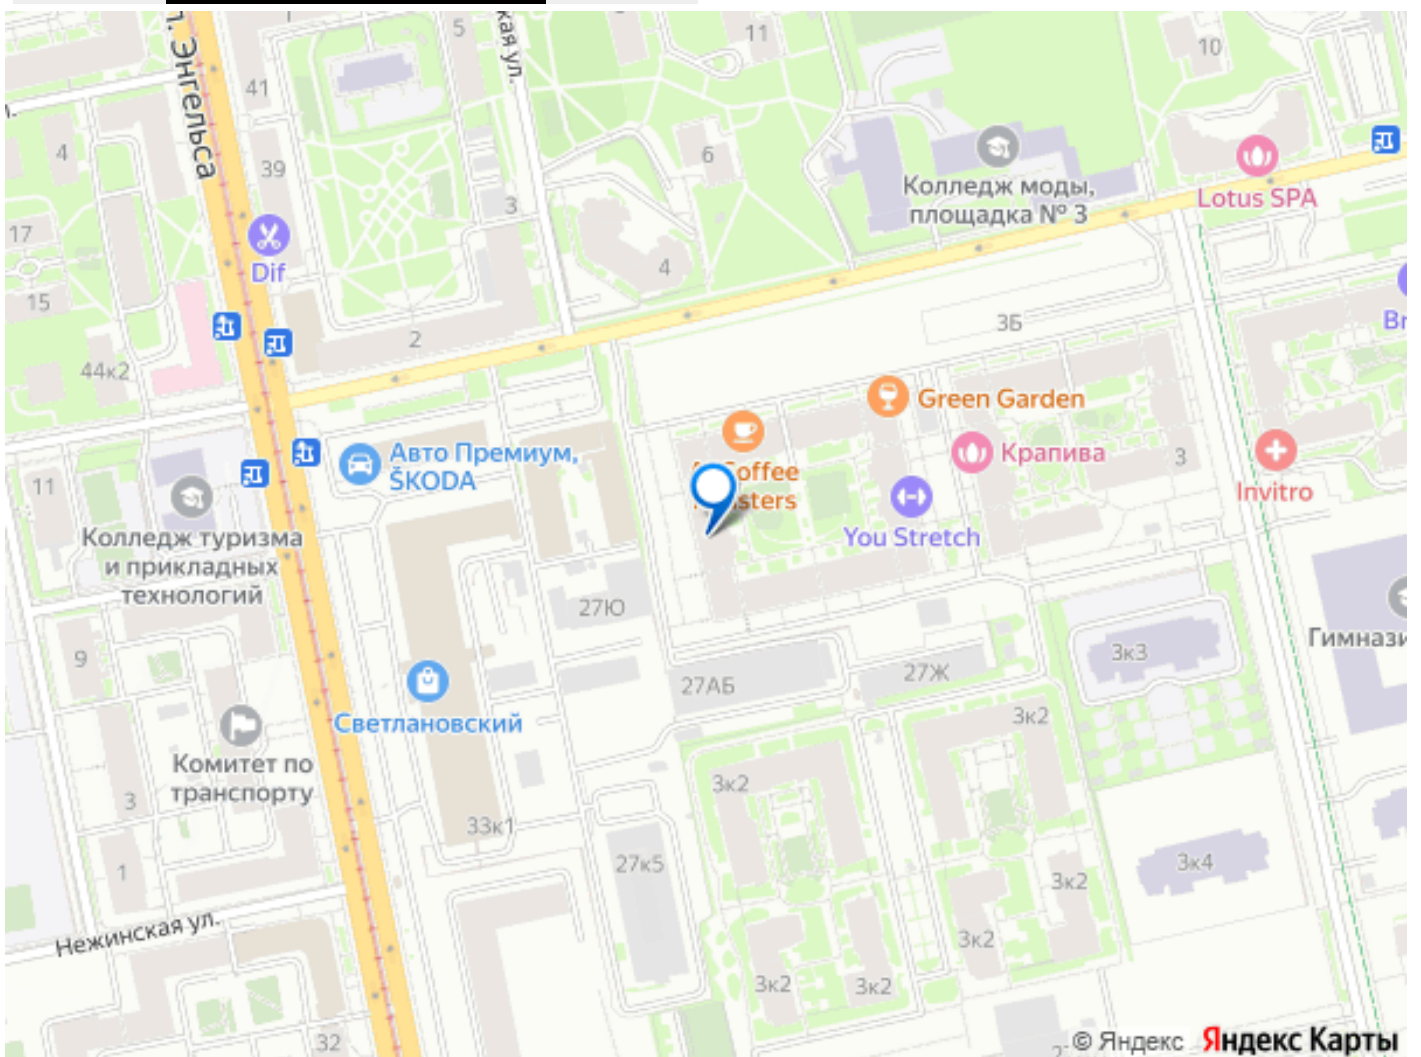 5
11
10
кая ул.
41
. Энгельса
4
39
6
Колледж моды,
площадка № 3
Lotus SPA
3
17
Dif
4
15
3Б
2
44к2
Green Garden
Авто Премиум,
ŠKODA
Крапива
3
Coffee
sters
11
Invitro
Колледж туризма
и прикладных
технологий
You Stretch
27Ю
Гимнази
9
3к3
27АБ
27Ж
Светлановский
3к2
Комитет по
транспорту
3к2
3
33к1
27к5
3к4
1
3к2
Нежинская ул.
3к2
3к2
3к2
32
© Яндекс
Яндекс Карты